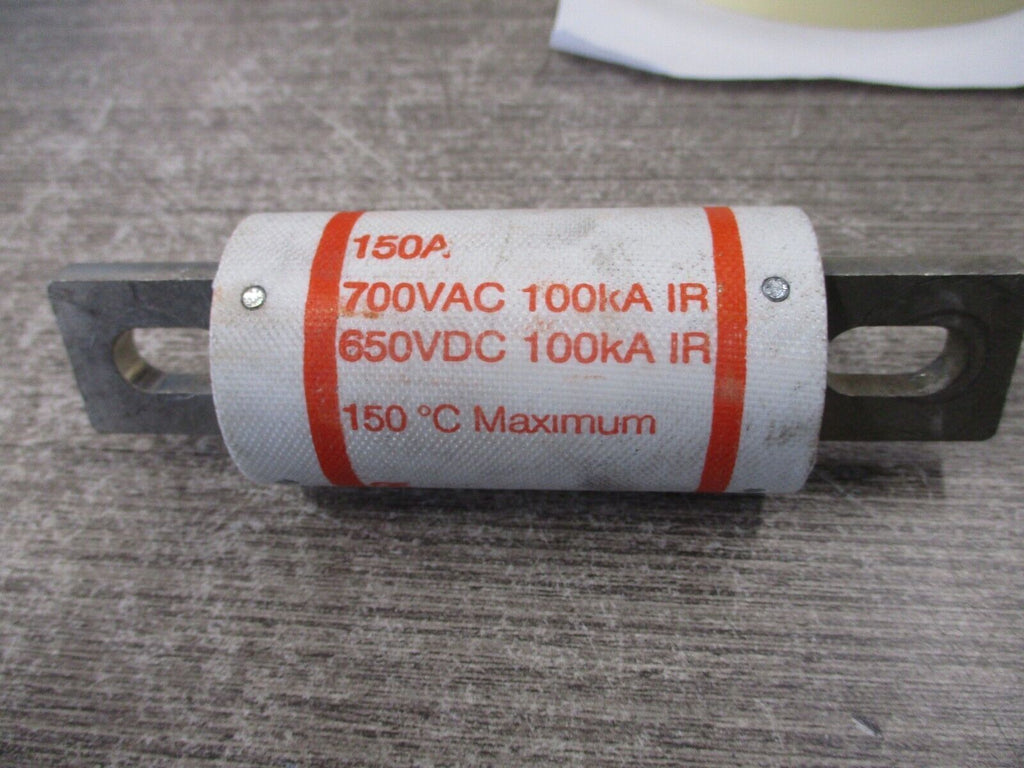 150A
700VAC 100kA IR
650VDC 100kA IR
150 °C Maximum